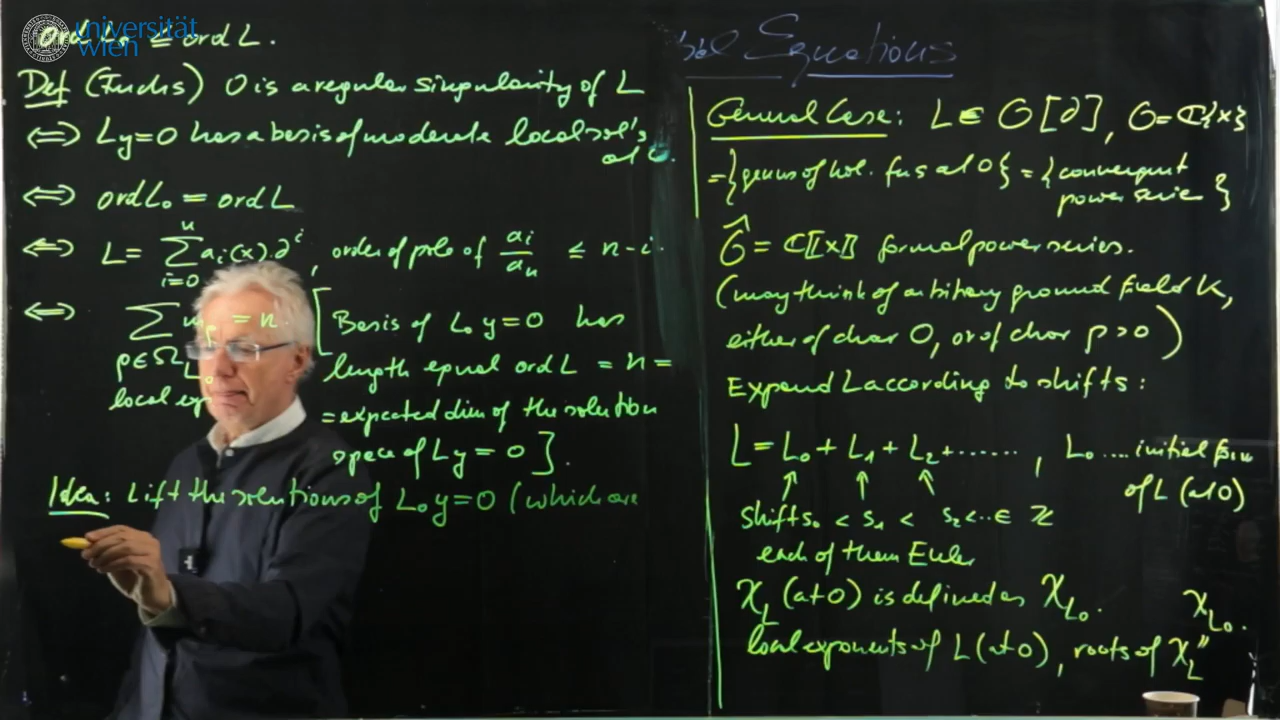 universität
wien
Ord L₀ ≤ ord L.
Def (Fuchs) 0 is a regular singularity of L
⟺ Ly=0 has a basis of moderate local sol's
at 0.
⟺ ord L₀ = ord L
⟺ L = ∑_{i=0}^{n} aᵢ(x)·∂ⁱ, order of pole of aᵢ/aₙ ≤ n-i.
⟺ ∑_{ρ∈Ω_{L₀}} m_ρ = n. [Basis of L₀y=0 has
length equal ord L = n =
local exp
= expected dim of the solution
space of Ly = 0 ].
Idea: Lift the solutions of L₀y=0 (which are
Equations
General Case: L ∈ O[∂], O = ℂ{x}
= {germs of hol. fns at 0} = {convergent
power series}
Ô = ℂ[[x]] formal power series.
(may think of arbitrary ground field K,
either of char 0, or of char p>0)
Expand L according to shifts:
L = L₀ + L₁ + L₂ + ......., L₀ .... initial form
of L (at 0)
↑ ↑ ↑
shift s₀ < s₁ < s₂ < .. ∈ ℤ
each of them Euler
χ_L (at 0) is defined as χ_{L₀}. χ_{L₀}.
local exponents of L (at 0), roots of χ_L"